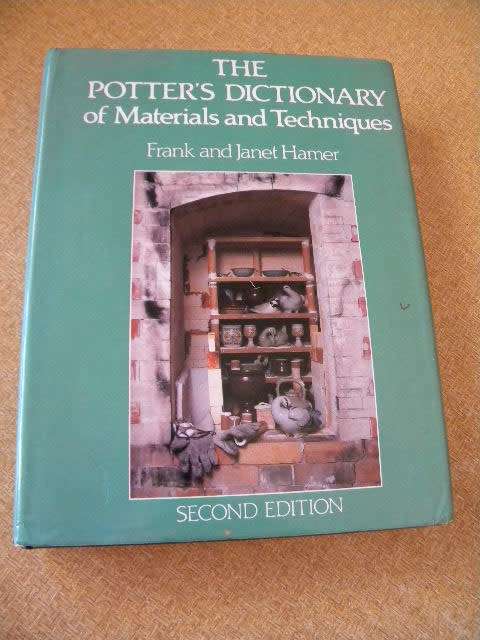 THE
POTTER'S DICTIONARY
of Materials and Techniques
Frank and Janet Hamer
SECOND EDITION